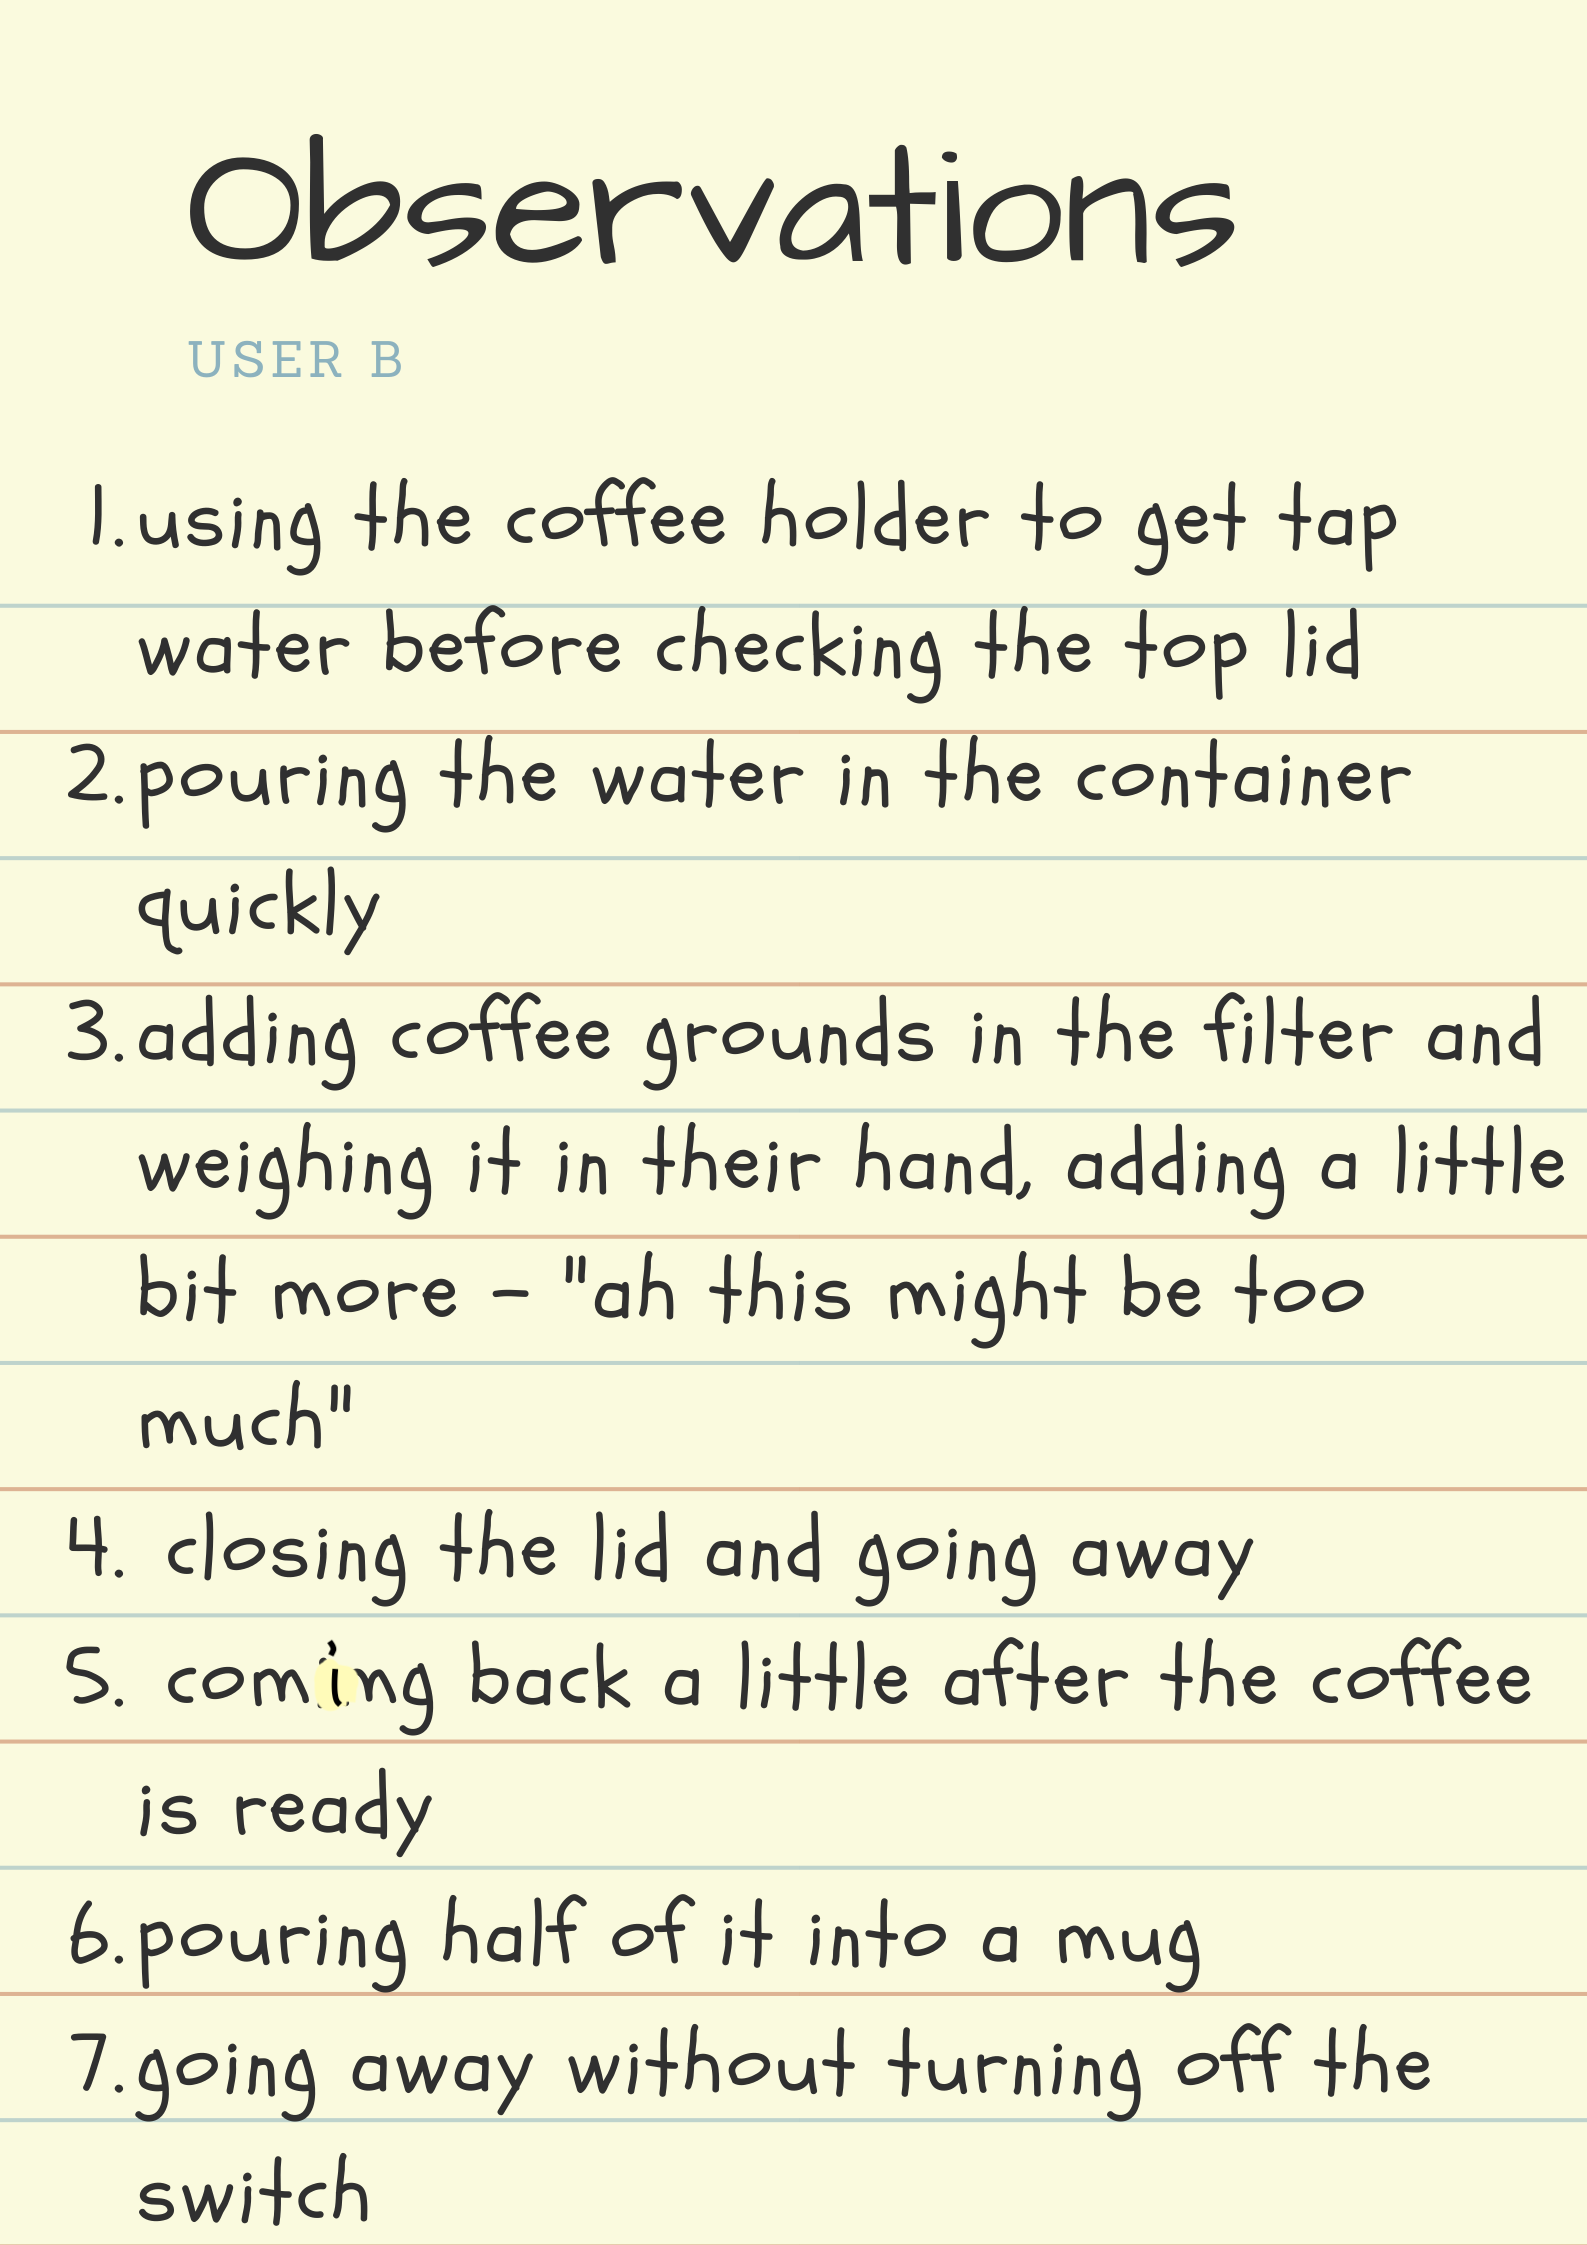 Observations
USER B
1. using the coffee holder to get tap
water before checking the top lid
2. pouring the water in the container
quickly
3. adding coffee grounds in the filter and
weighing it in their hand, adding a little
bit more - "ah this might be too
much"
4. closing the lid and going away
5. coming back a little after the coffee
is ready
6. pouring half of it into a mug
7. going away without turning off the
switch